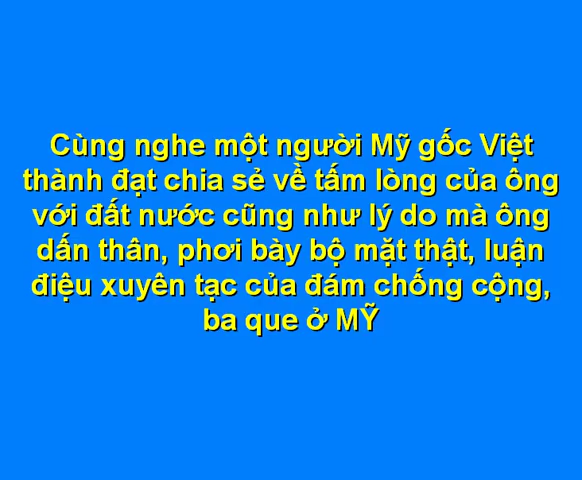 Cùng nghe một người Mỹ gốc Việt
thành đạt chia sẻ về tấm lòng của ông
với đất nước cũng như lý do mà ông
dấn thân, phơi bày bộ mặt thật, luận
điệu xuyên tạc của đám chống cộng,
ba que ở MỸ